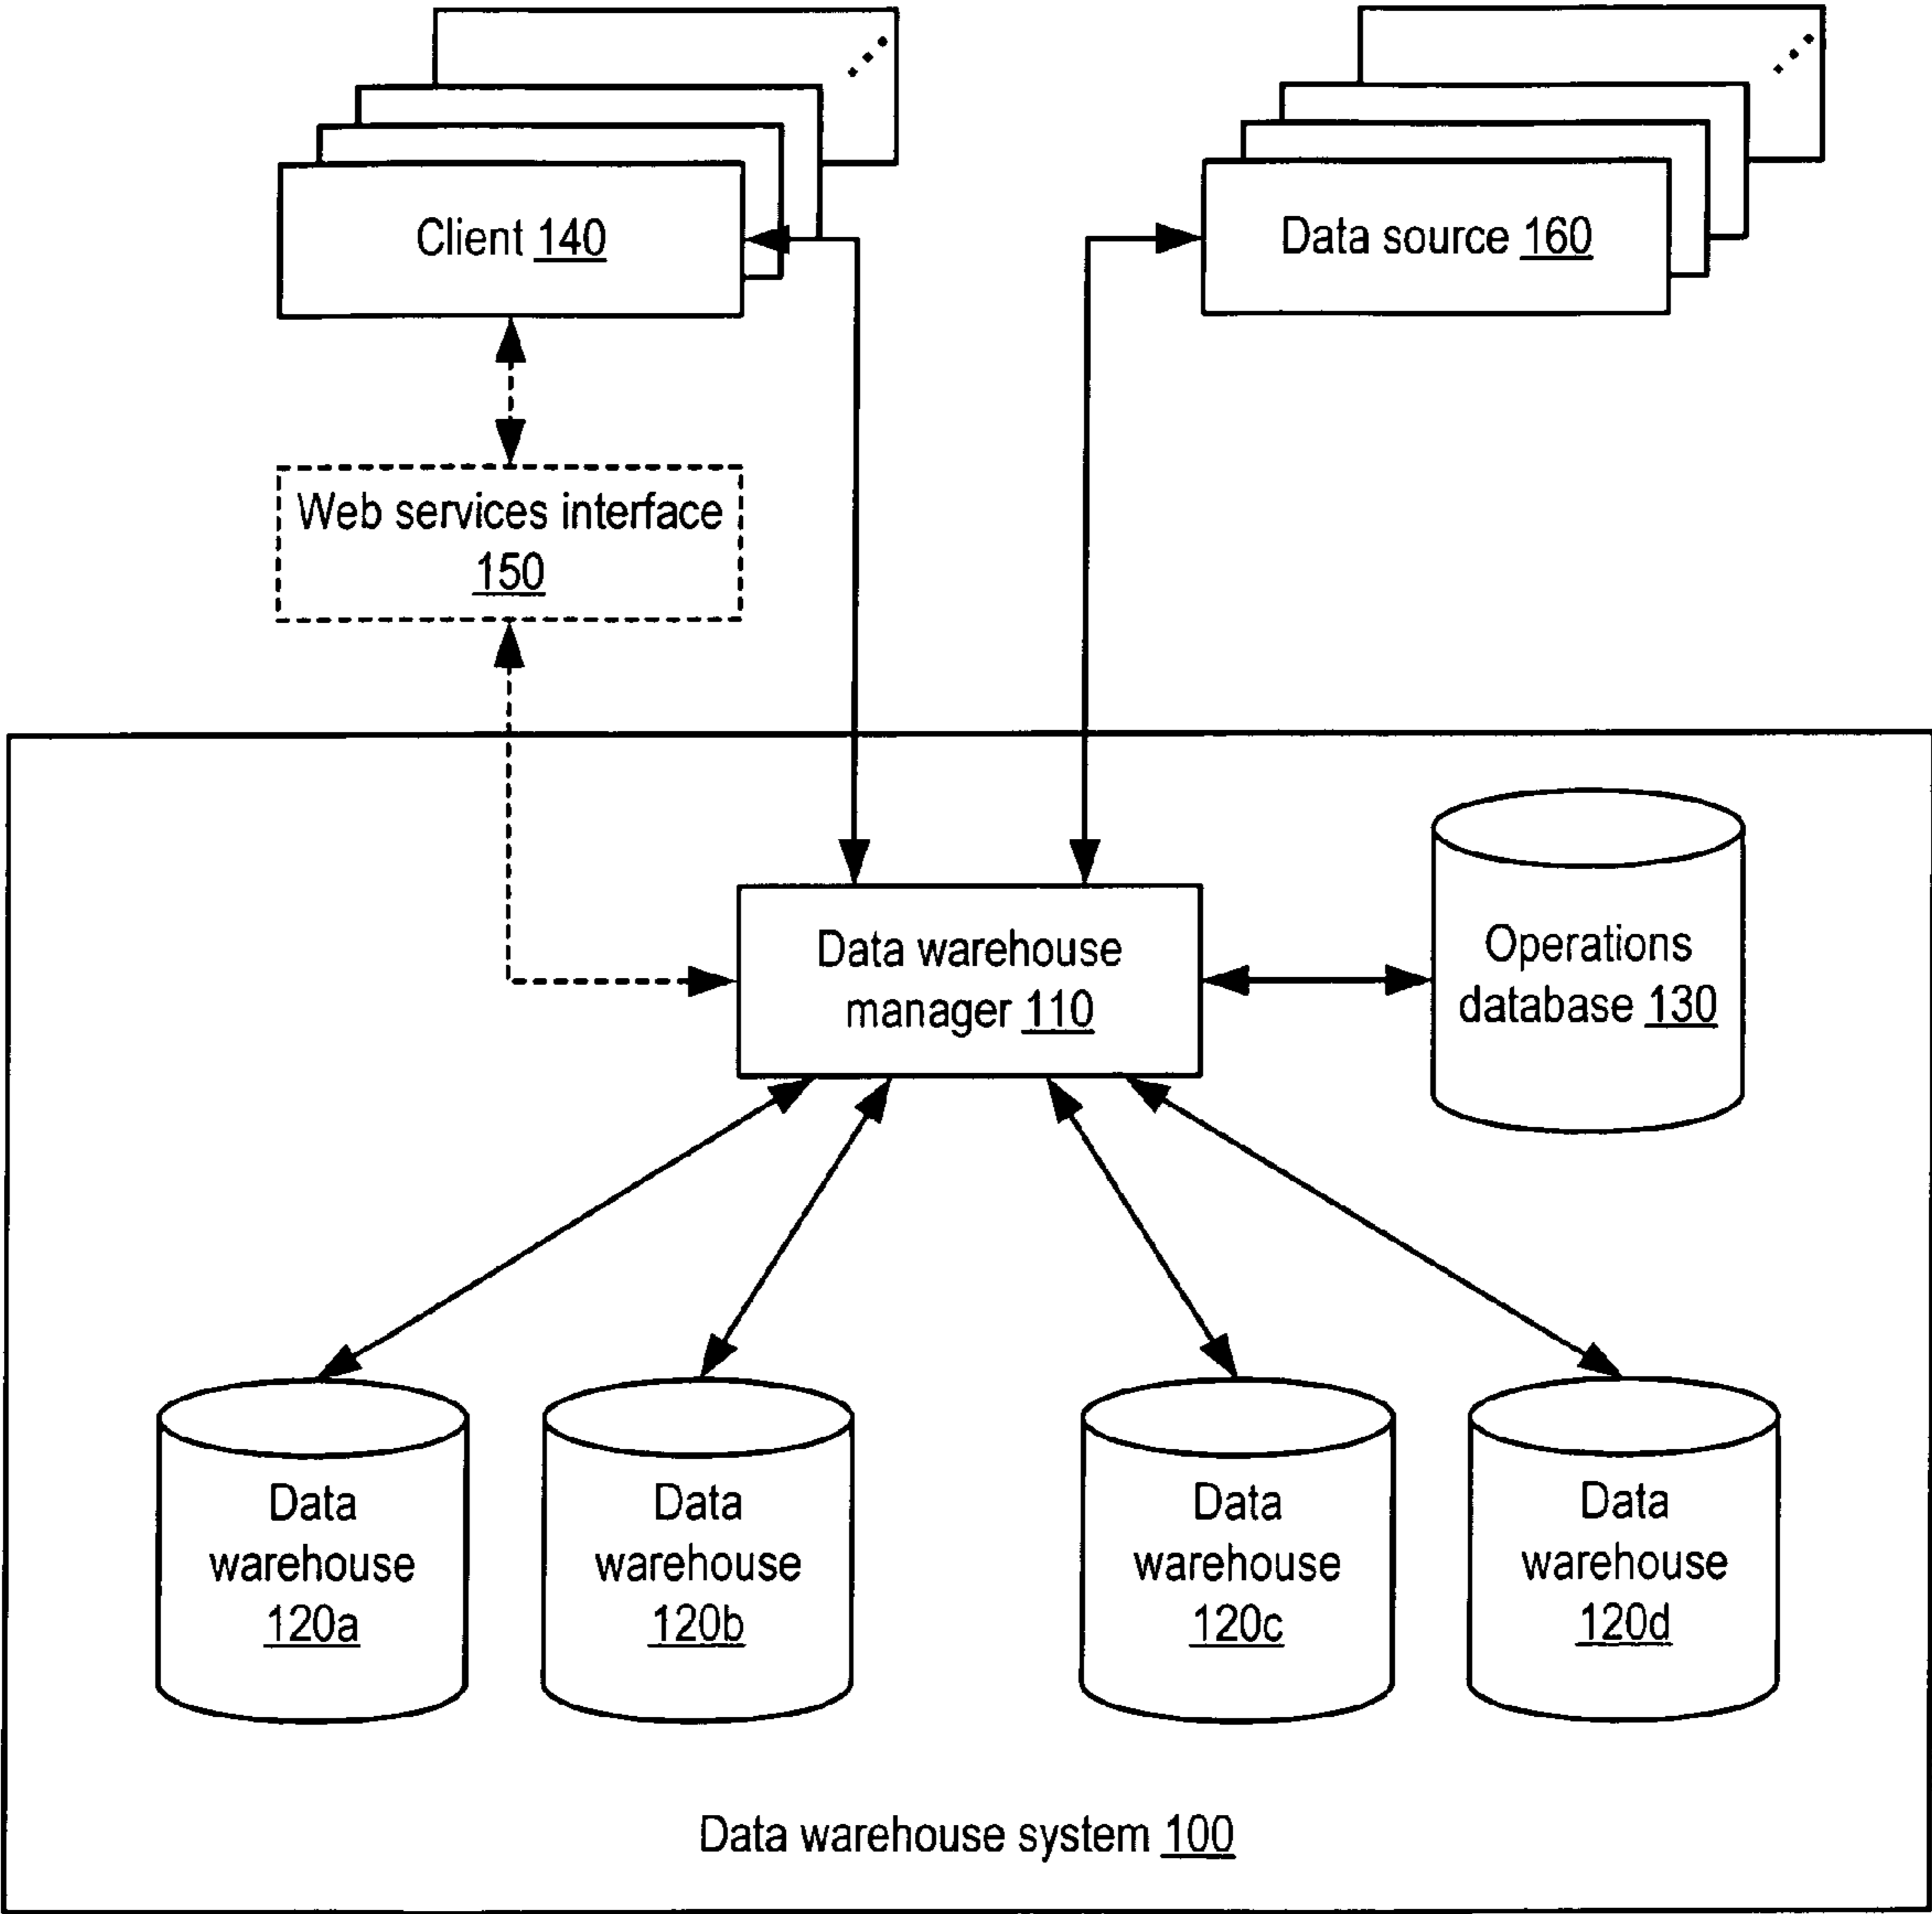 Client 140
Data source 160
Web services interface
150
Data warehouse
manager 110
Operations
database 130
Data
warehouse
120a
Data
warehouse
120b
Data
warehouse
120c
Data
warehouse
120d
Data warehouse system 100